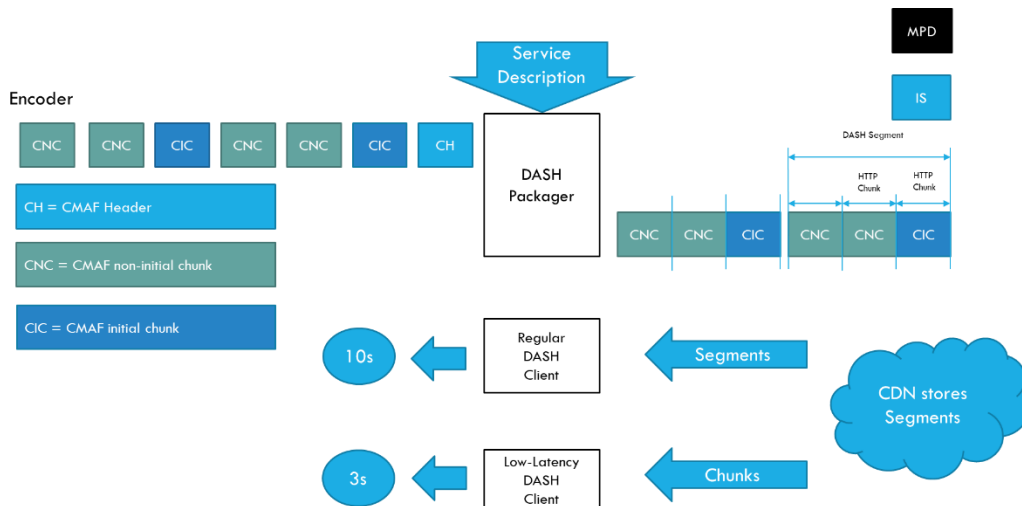 MPD
Service
Description
IS
Encoder
CNC CNC CIC CNC CNC CIC CH
DASH
Packager
DASH Segment
HTTP
Chunk
HTTP
Chunk
CH = CMAF Header
CNC CNC CIC CNC CNC CIC
CNC = CMAF non-initial chunk
CIC = CMAF initial chunk
10s
Regular
DASH
Client
Segments
CDN stores
Segments
3s
Low-Latency
DASH
Client
Chunks